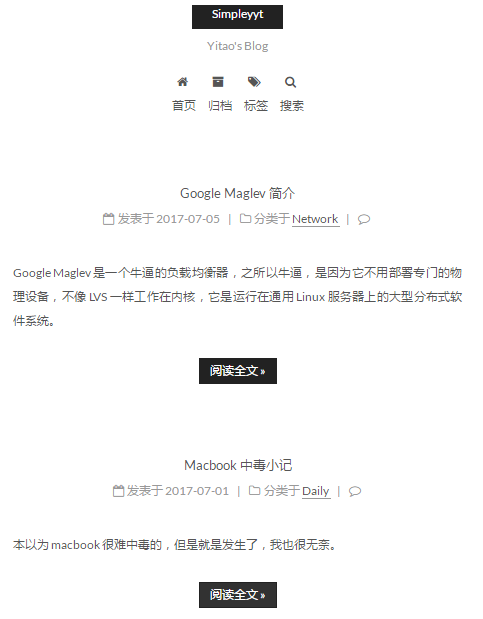 Simpleyyt
Yitao's Blog
首页 归档 标签 搜索
Google Maglev 简介
发表于 2017-07-05 | 分类于 Network |
Google Maglev 是一个牛逼的负载均衡器，之所以牛逼，是因为它不用部署专门的物
理设备，不像 LVS 一样工作在内核，它是运行在通用 Linux 服务器上的大型分布式软
件系统。
阅读全文 »
Macbook 中毒小记
发表于 2017-07-01 | 分类于 Daily |
本以为 macbook 很难中毒的，但是就是发生了，我也很无奈。
阅读全文 »